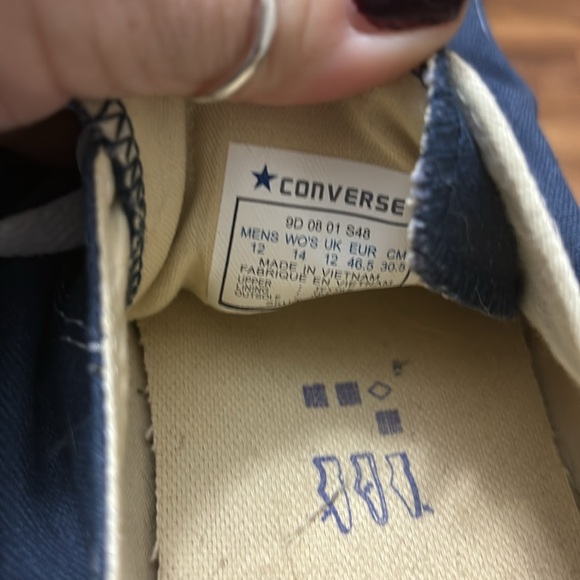 CONVERSE
9D 08 01 S48
MENS WO'S UK EUR CM
12 14 12 46.5 30.5
MADE IN VIETNAM
FABRIQUE EN VIETNAM
UPPER
LINING
OUTSOLE